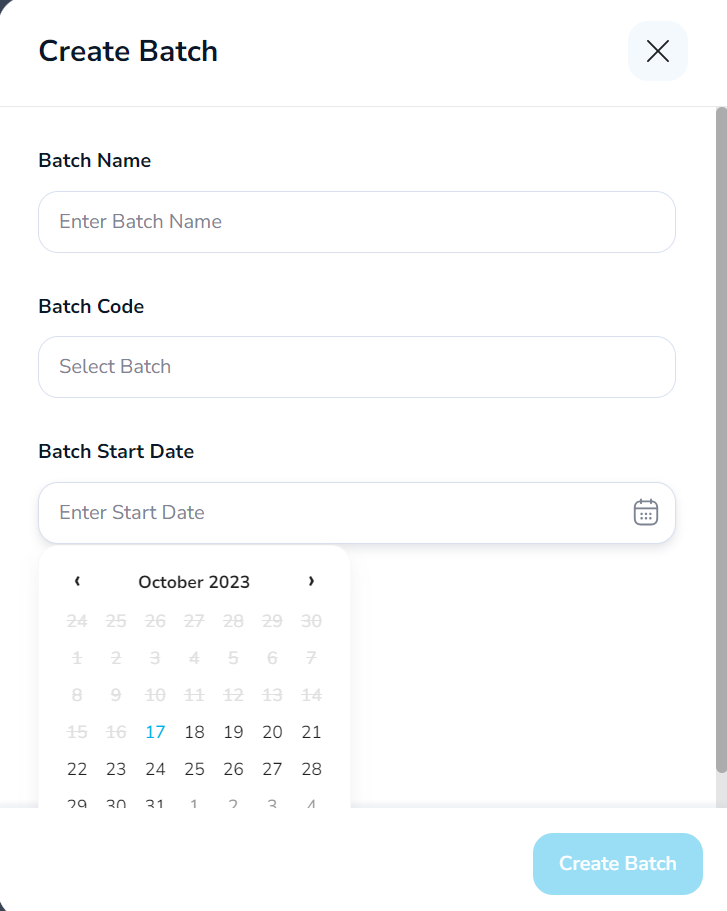 Create Batch
Batch Name
Enter Batch Name
Batch Code
Select Batch
Batch Start Date
Enter Start Date
‹ October 2023 ›
24 25 26 27 28 29 30
1 2 3 4 5 6 7
8 9 10 11 12 13 14
15 16 17 18 19 20 21
22 23 24 25 26 27 28
29 30 31 1 2 3 4
Create Batch